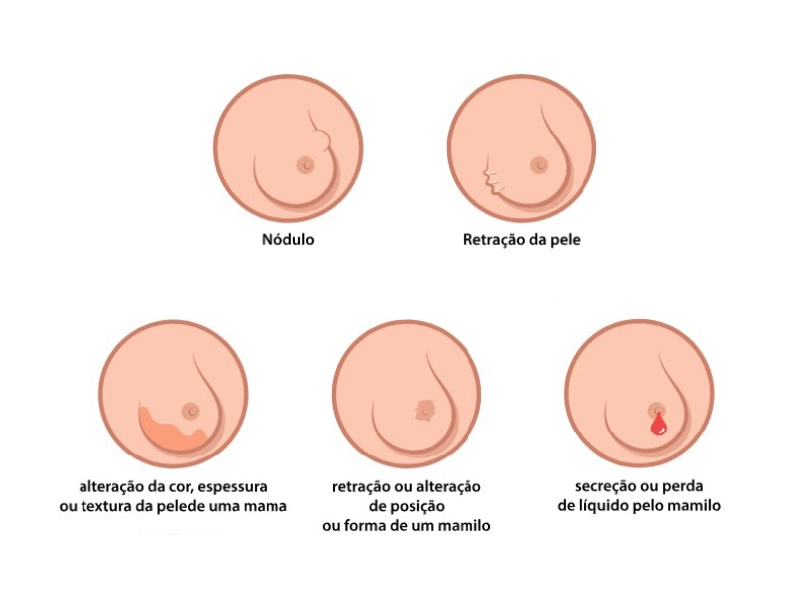 Nódulo
Retração da pele
alteração da cor, espessura
ou textura da pelede uma mama
retração ou alteração
de posição
ou forma de um mamilo
secreção ou perda
de líquido pelo mamilo